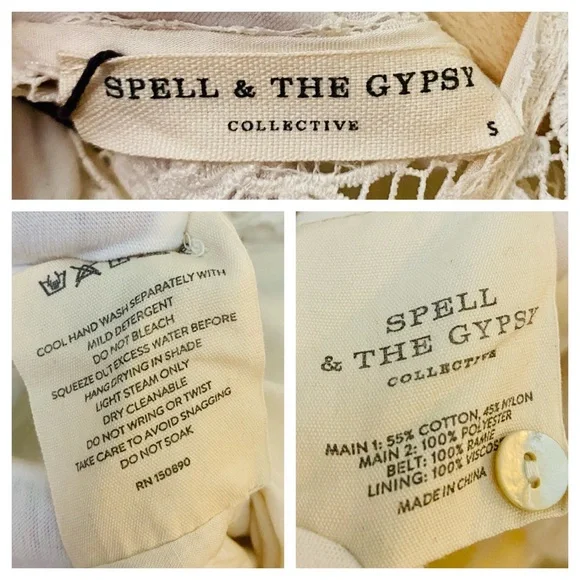 SPELL & THE GYPSY
COLLECTIVE
S
COOL HAND WASH SEPARATELY WITH
MILD DETERGENT
DO NOT BLEACH
SQUEEZE OUT EXCESS WATER BEFORE
HANG DRYING IN SHADE
LIGHT STEAM ONLY
DRY CLEANABLE
DO NOT WRING OR TWIST
TAKE CARE TO AVOID SNAGGING
DO NOT SOAK
RN 150890
SPELL
& THE GYPSY
COLLECTIVE
MAIN 1: 55% COTTON, 45% NYLON
MAIN 2: 100% POLYESTER
BELT: 100% RAMIE
LINING: 100% VISCOS
MADE IN CHINA